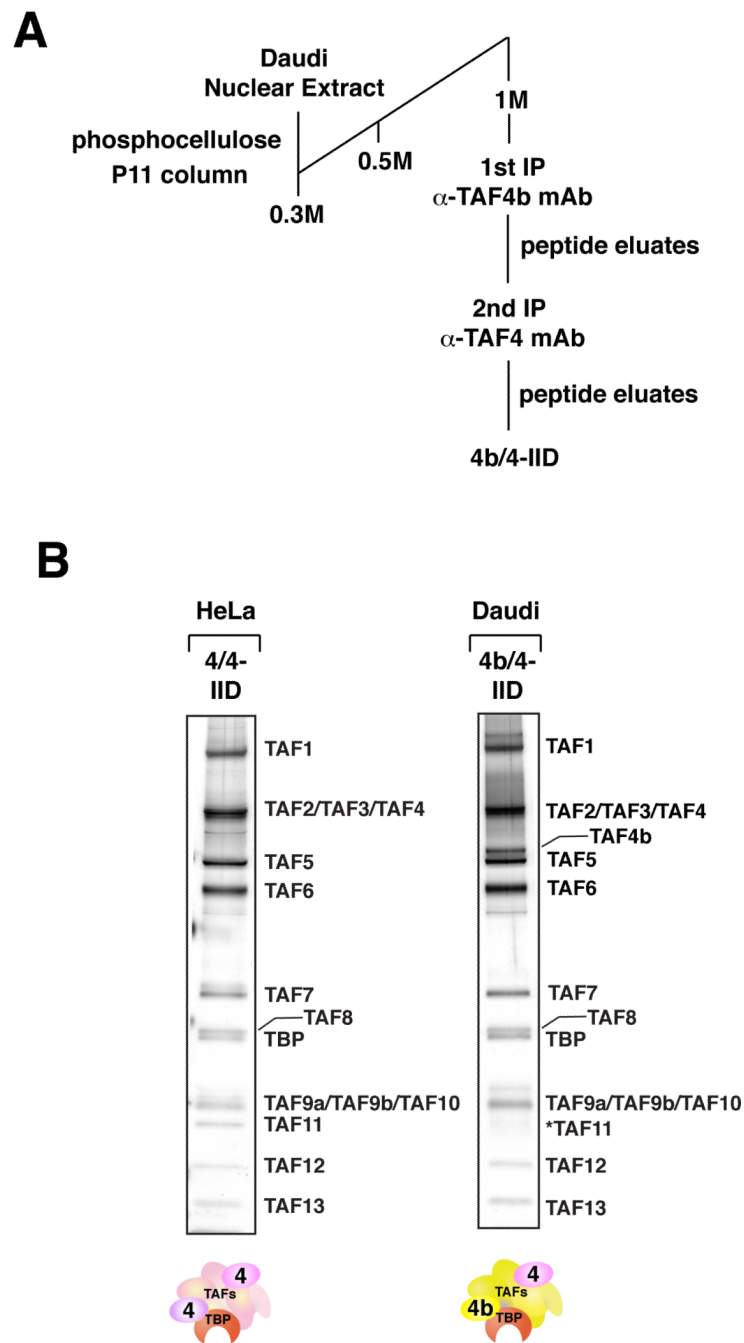 A
Daudi
Nuclear Extract
phosphocellulose
P11 column
0.3M
0.5M
1M
1st IP
α-TAF4b mAb
peptide eluates
2nd IP
α-TAF4 mAb
peptide eluates
4b/4-IID
B
HeLa
4/4-
IID
TAF1
TAF2/TAF3/TAF4
TAF5
TAF6
TAF7
TAF8
TBP
TAF9a/TAF9b/TAF10
TAF11
TAF12
TAF13
4
TAFs
4
TBP
Daudi
4b/4-
IID
TAF1
TAF2/TAF3/TAF4
TAF4b
TAF5
TAF6
TAF7
TAF8
TBP
TAF9a/TAF9b/TAF10
*TAF11
TAF12
TAF13
4
TAFs
4b
TBP